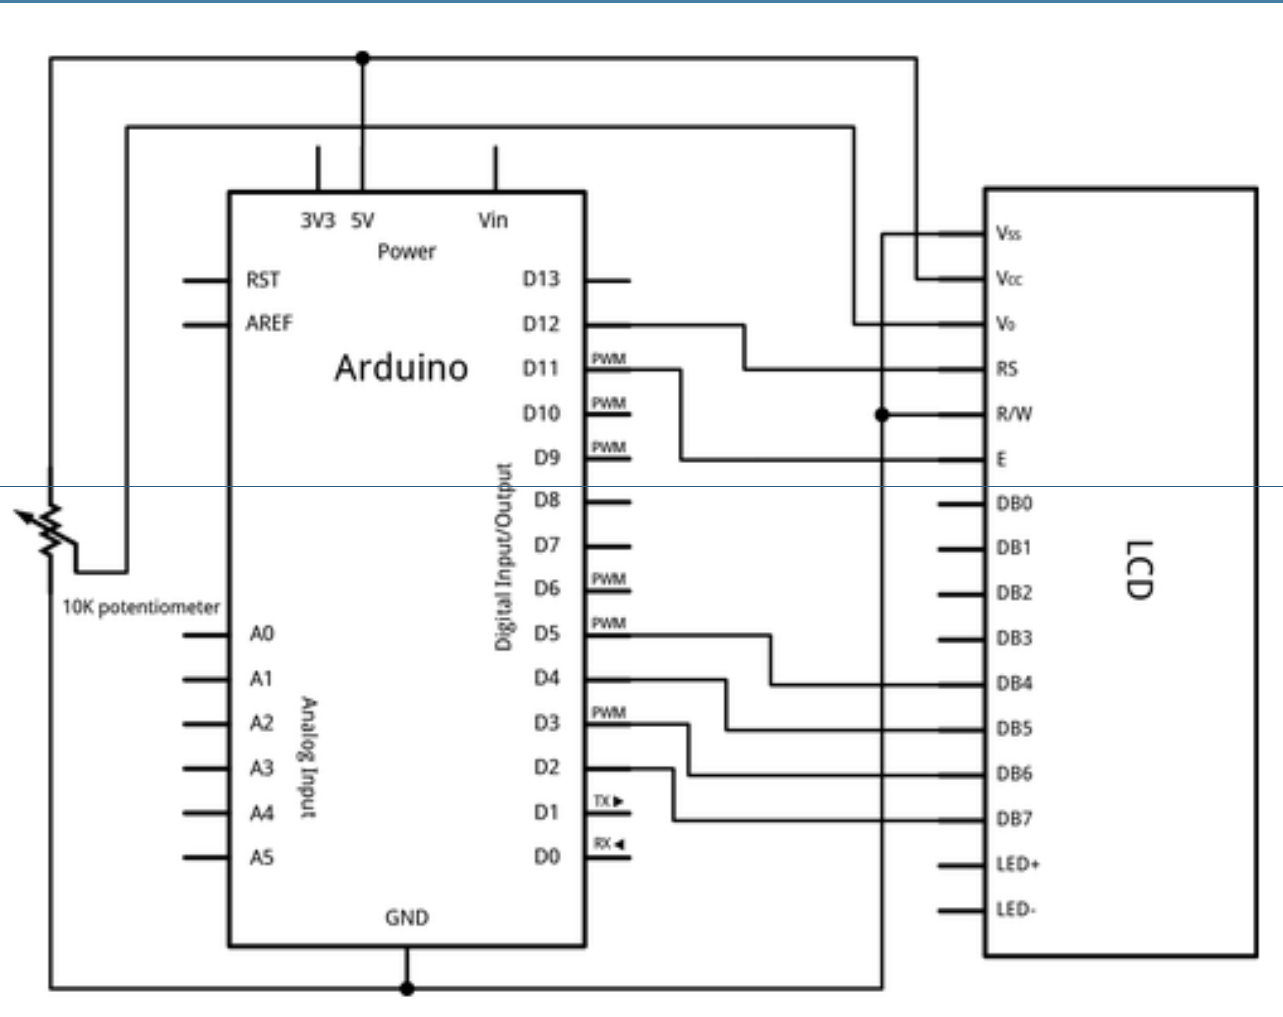 3V3 5V Vin
Power
RST
AREF
Arduino
D13
D12
D11
D10
D9
D8
D7
D6
D5
D4
D3
D2
D1
D0
PWM
PWM
PWM
PWM
PWM
PWM
TX
RX
Digital Input/Output
10K potentiometer
A0
A1
A2
A3
A4
A5
Analog Input
GND
Vss
Vcc
V0
RS
R/W
E
DB0
DB1
DB2
DB3
DB4
DB5
DB6
DB7
LED+
LED-
LCD